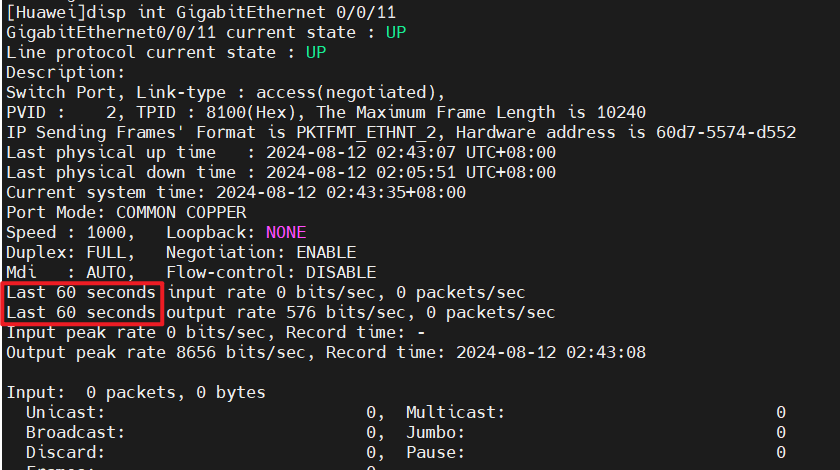 [Huawei]disp int GigabitEthernet 0/0/11
GigabitEthernet0/0/11 current state : UP
Line protocol current state : UP
Description:
Switch Port, Link-type : access(negotiated),
PVID :    2, TPID : 8100(Hex), The Maximum Frame Length is 10240
IP Sending Frames' Format is PKTFMT_ETHNT_2, Hardware address is 60d7-5574-d552
Last physical up time   : 2024-08-12 02:43:07 UTC+08:00
Last physical down time : 2024-08-12 02:05:51 UTC+08:00
Current system time: 2024-08-12 02:43:35+08:00
Port Mode: COMMON COPPER
Speed : 1000,   Loopback: NONE
Duplex: FULL,   Negotiation: ENABLE
Mdi   : AUTO,   Flow-control: DISABLE
Last 60 seconds input rate 0 bits/sec, 0 packets/sec
Last 60 seconds output rate 576 bits/sec, 0 packets/sec
Input peak rate 0 bits/sec, Record time: -
Output peak rate 8656 bits/sec, Record time: 2024-08-12 02:43:08
Input:  0 packets, 0 bytes
Unicast:                          0,  Multicast:                           0
Broadcast:                        0,  Jumbo:                               0
Discard:                          0,  Pause:                               0